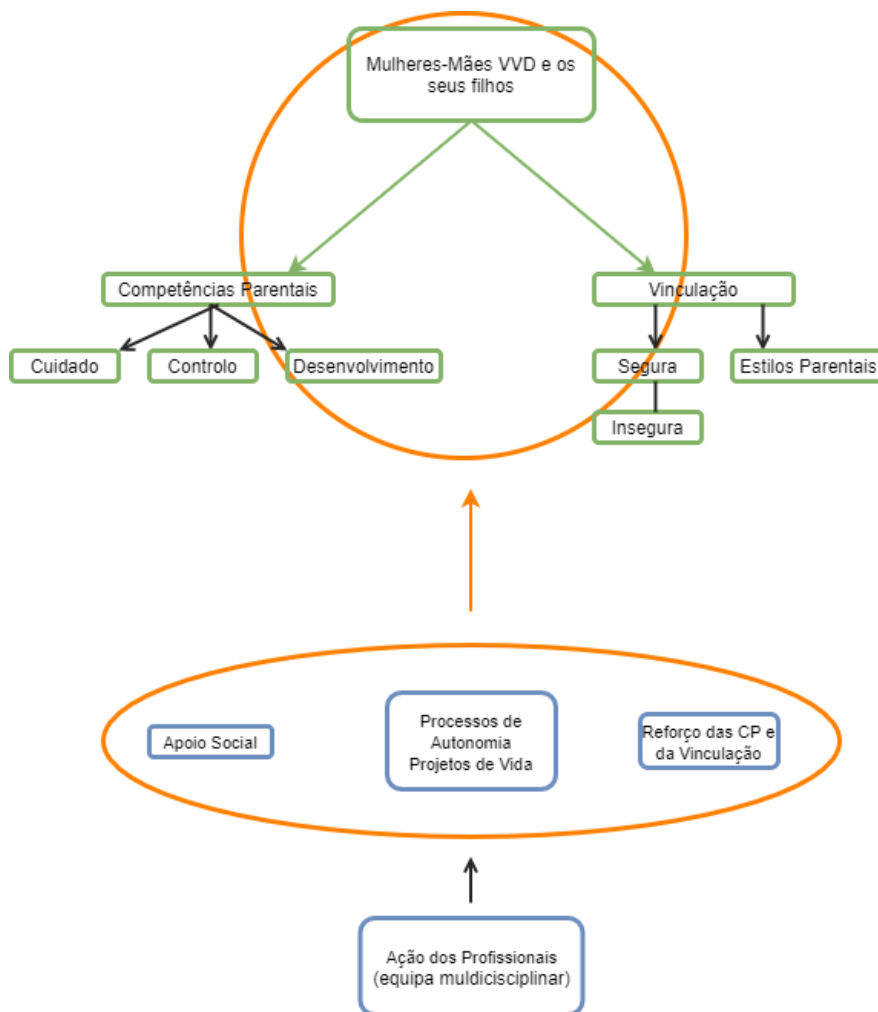 Mulheres-Mães VVD e os
seus filhos
Competências Parentais
Vinculação
Cuidado
Controlo
Desenvolvimento
Segura
Estilos Parentais
Insegura
Apoio Social
Processos de
Autonomia
Projetos de Vida
Reforço das CP e
da Vinculação
Ação dos Profissionais
(equipa muldicisciplinar)